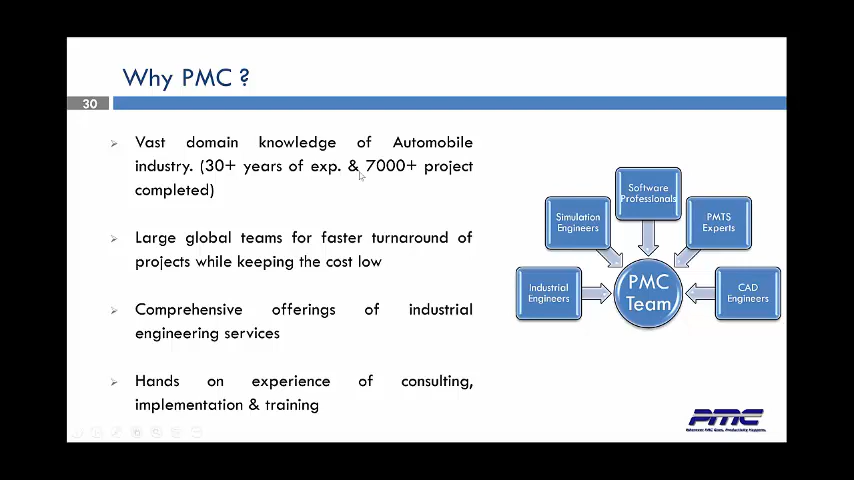 Why PMC ?
30
Vast domain knowledge of Automobile
industry. (30+ years of exp. & 7000+ project
completed)
Large global teams for faster turnaround of
projects while keeping the cost low
Comprehensive offerings of industrial
engineering services
Hands on experience of consulting,
implementation & training
Software
Professionals
Simulation
Engineers
PMTS
Experts
Industrial
Engineers
PMC
Team
CAD
Engineers
PMC